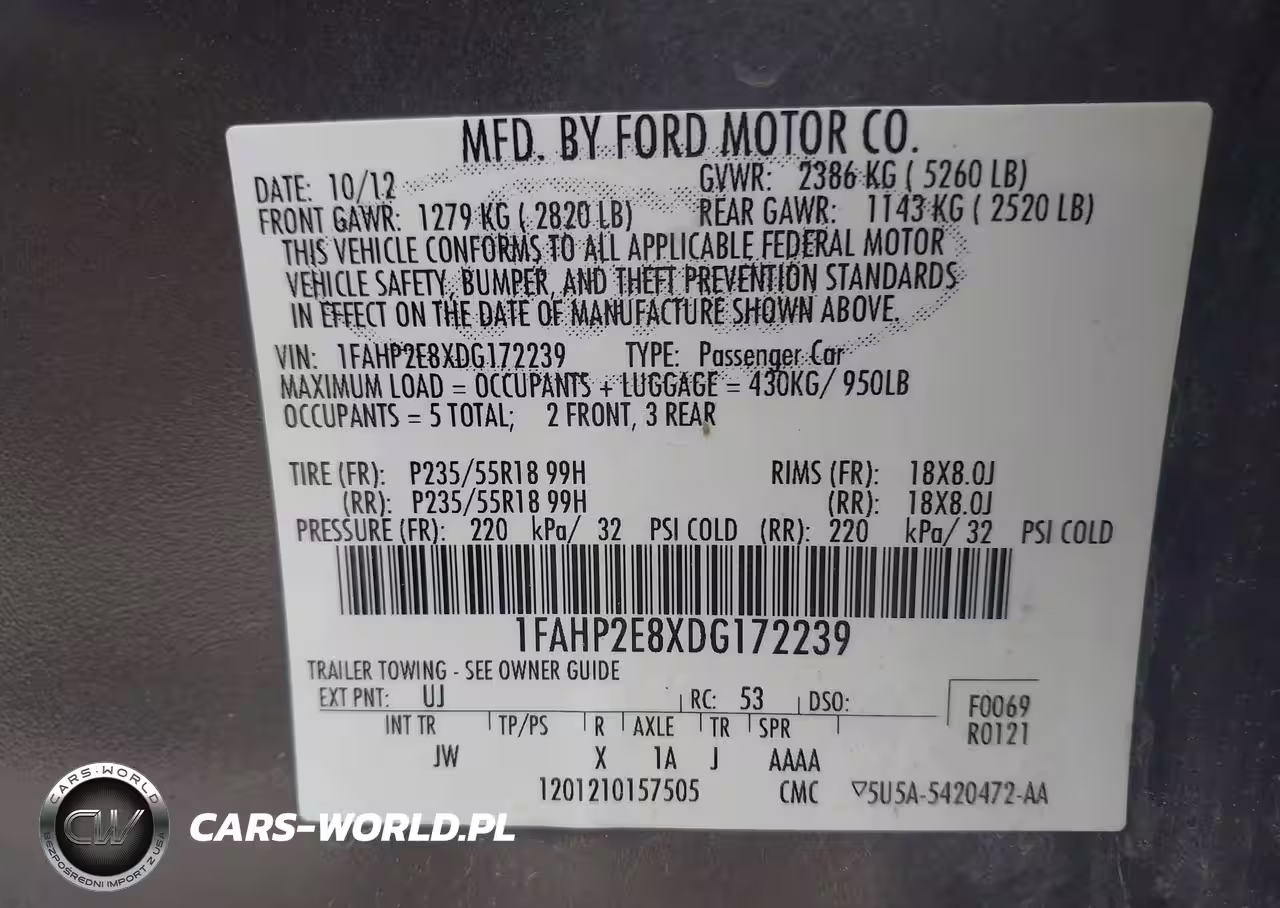 MFD. BY FORD MOTOR CO.
DATE: 10/12 GVWR: 2386 KG ( 5260 LB)
FRONT GAWR: 1279 KG ( 2820 LB) REAR GAWR: 1143 KG ( 2520 LB)
THIS VEHICLE CONFORMS TO ALL APPLICABLE FEDERAL MOTOR
VEHICLE SAFETY, BUMPER, AND THEFT PREVENTION STANDARDS
IN EFFECT ON THE DATE OF MANUFACTURE SHOWN ABOVE.
VIN: 1FAHP2E8XDG172239 TYPE: Passenger Car
MAXIMUM LOAD = OCCUPANTS + LUGGAGE = 430KG/ 950LB
OCCUPANTS = 5 TOTAL; 2 FRONT, 3 REAR
TIRE (FR): P235/55R18 99H RIMS (FR): 18X8.0J
(RR): P235/55R18 99H (RR): 18X8.0J
PRESSURE (FR): 220 kPa/ 32 PSI COLD (RR): 220 kPa/ 32 PSI COLD
1FAHP2E8XDG172239
TRAILER TOWING - SEE OWNER GUIDE
EXT PNT: UJ RC: 53 DSO: F0069
INT TR TP/PS R AXLE TR SPR R0121
JW X 1A J AAAA
1201210157505 CMC ▽5U5A-5420472-AA
CARS-WORLD
CW
BEZPOŚREDNI IMPORT Z USA
CARS-WORLD.PL